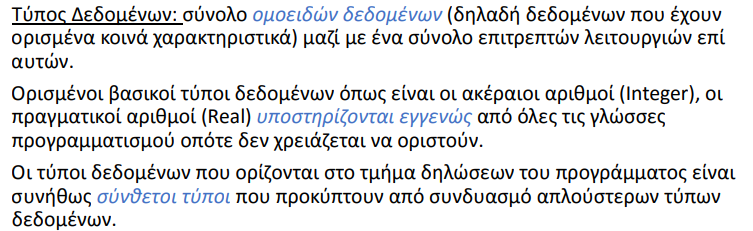 Τύπος Δεδομένων: σύνολο ομοειδών δεδομένων (δηλαδή δεδομένων που έχουν
ορισμένα κοινά χαρακτηριστικά) μαζί με ένα σύνολο επιτρεπτών λειτουργιών επί
αυτών.
Ορισμένοι βασικοί τύποι δεδομένων όπως είναι οι ακέραιοι αριθμοί (Integer), οι
πραγματικοί αριθμοί (Real) υποστηρίζονται εγγενώς από όλες τις γλώσσες
προγραμματισμού οπότε δεν χρειάζεται να οριστούν.
Οι τύποι δεδομένων που ορίζονται στο τμήμα δηλώσεων του προγράμματος είναι
συνήθως σύνθετοι τύποι που προκύπτουν από συνδυασμό απλούστερων τύπων
δεδομένων.